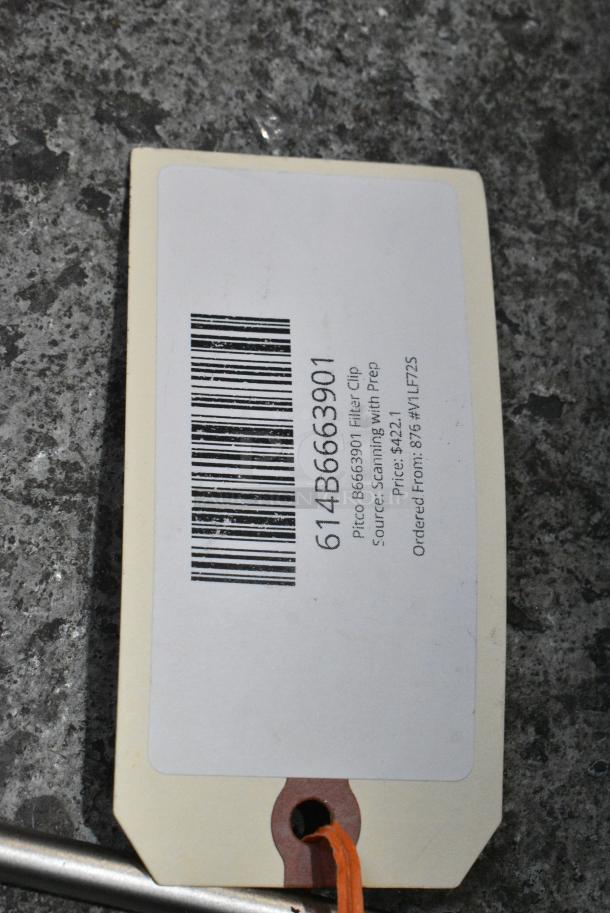 614B6663901
Pitco B6663901 Filter Clip
Source: Scanning with Prep
Price: $422.1
Ordered From: 876 #V1LF72S